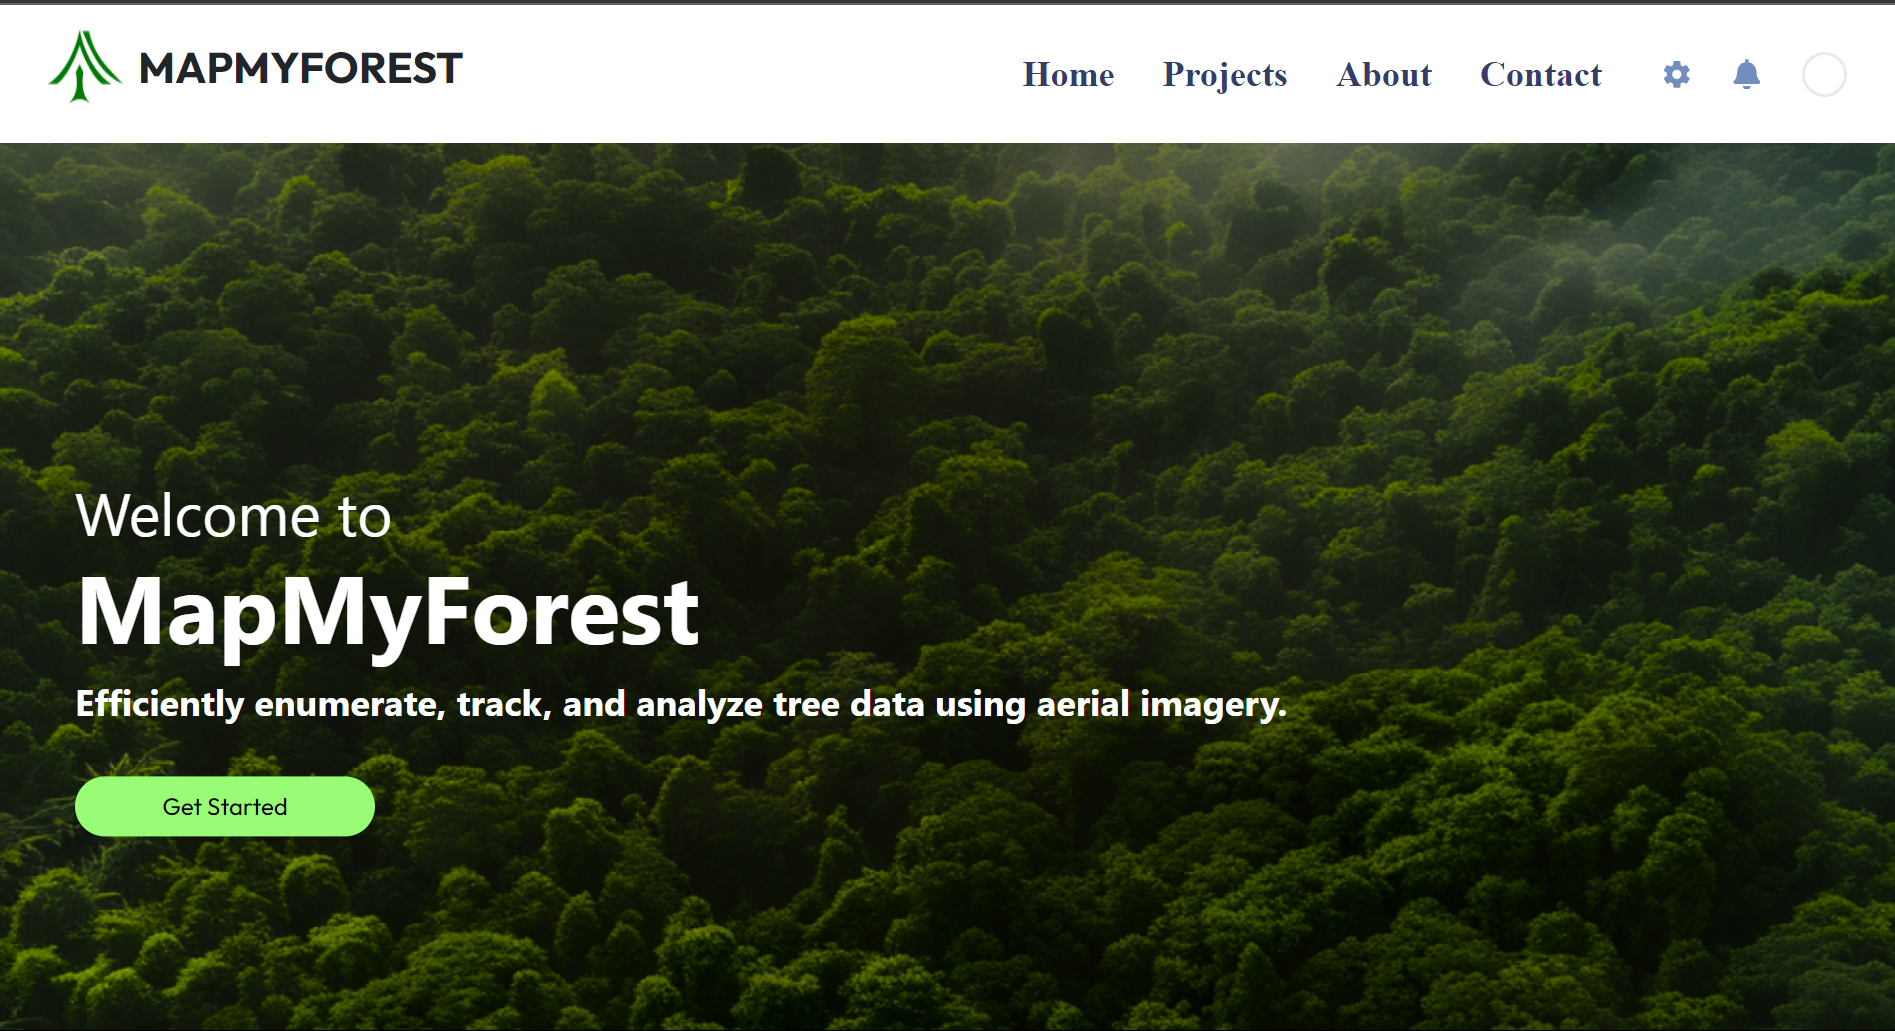 MAPMYFOREST
Home Projects About Contact
Welcome to
MapMyForest
Efficiently enumerate, track, and analyze tree data using aerial imagery.
Get Started